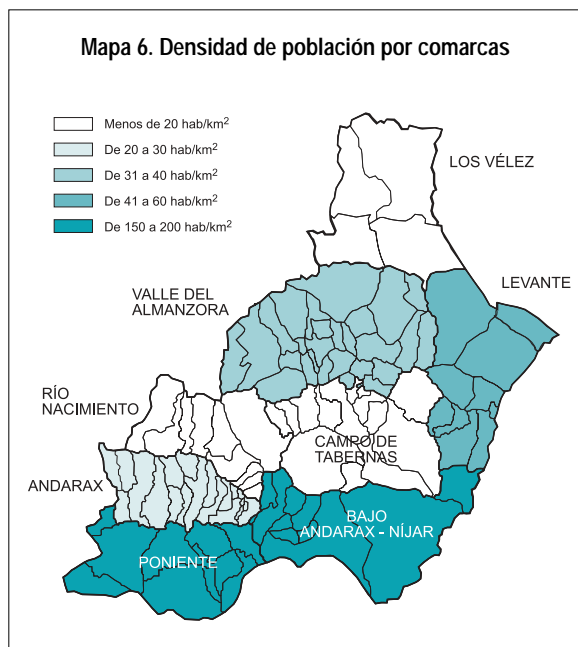 Mapa 6. Densidad de población por comarcas
Menos de 20 hab/km²
De 20 a 30 hab/km²
De 31 a 40 hab/km²
De 41 a 60 hab/km²
De 150 a 200 hab/km²
LOS VÉLEZ
LEVANTE
VALLE DEL
ALMANZORA
RÍO
NACIMIENTO
CAMPO DE
TABERNAS
ANDARAX
BAJO
ANDARAX - NÍJAR
PONIENTE